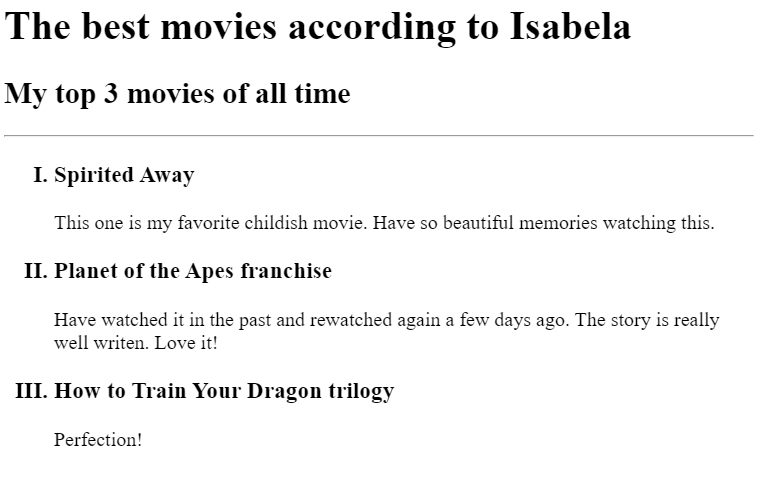 The best movies according to Isabela
My top 3 movies of all time
I. Spirited Away
This one is my favorite childish movie. Have so beautiful memories watching this.
II. Planet of the Apes franchise
Have watched it in the past and rewatched again a few days ago. The story is really
well writen. Love it!
III. How to Train Your Dragon trilogy
Perfection!